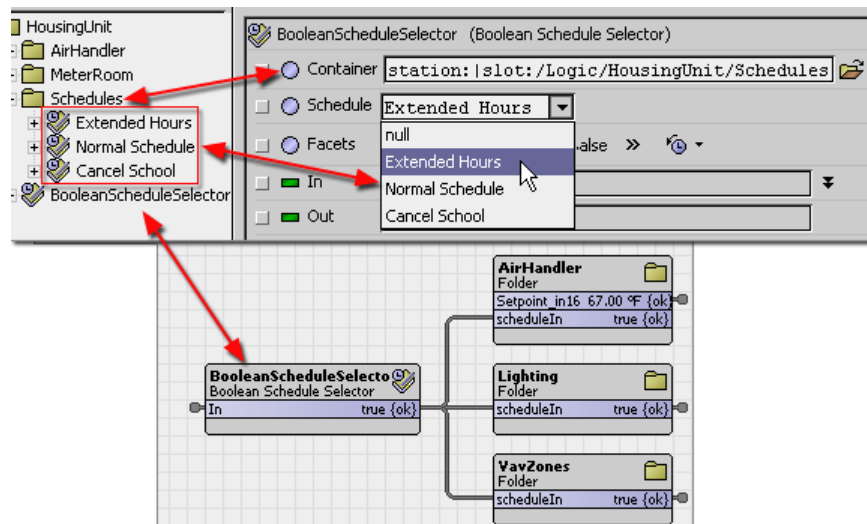 HousingUnit
AirHandler
MeterRoom
Schedules
Extended Hours
Normal Schedule
Cancel School
BooleanScheduleSelector
BooleanScheduleSelector (Boolean Schedule Selector)
Container station:|slot:/Logic/HousingUnit/Schedules
Schedule Extended Hours
null
Extended Hours
Normal Schedule
Cancel School
Facets alse »
In
Out
AirHandler
Folder
Setpoint_in16 67.00 ºF {ok}
scheduleIn true {ok}
BooleanScheduleSelecto
Boolean Schedule Selector
In true {ok}
Lighting
Folder
scheduleIn true {ok}
VavZones
Folder
scheduleIn true {ok}